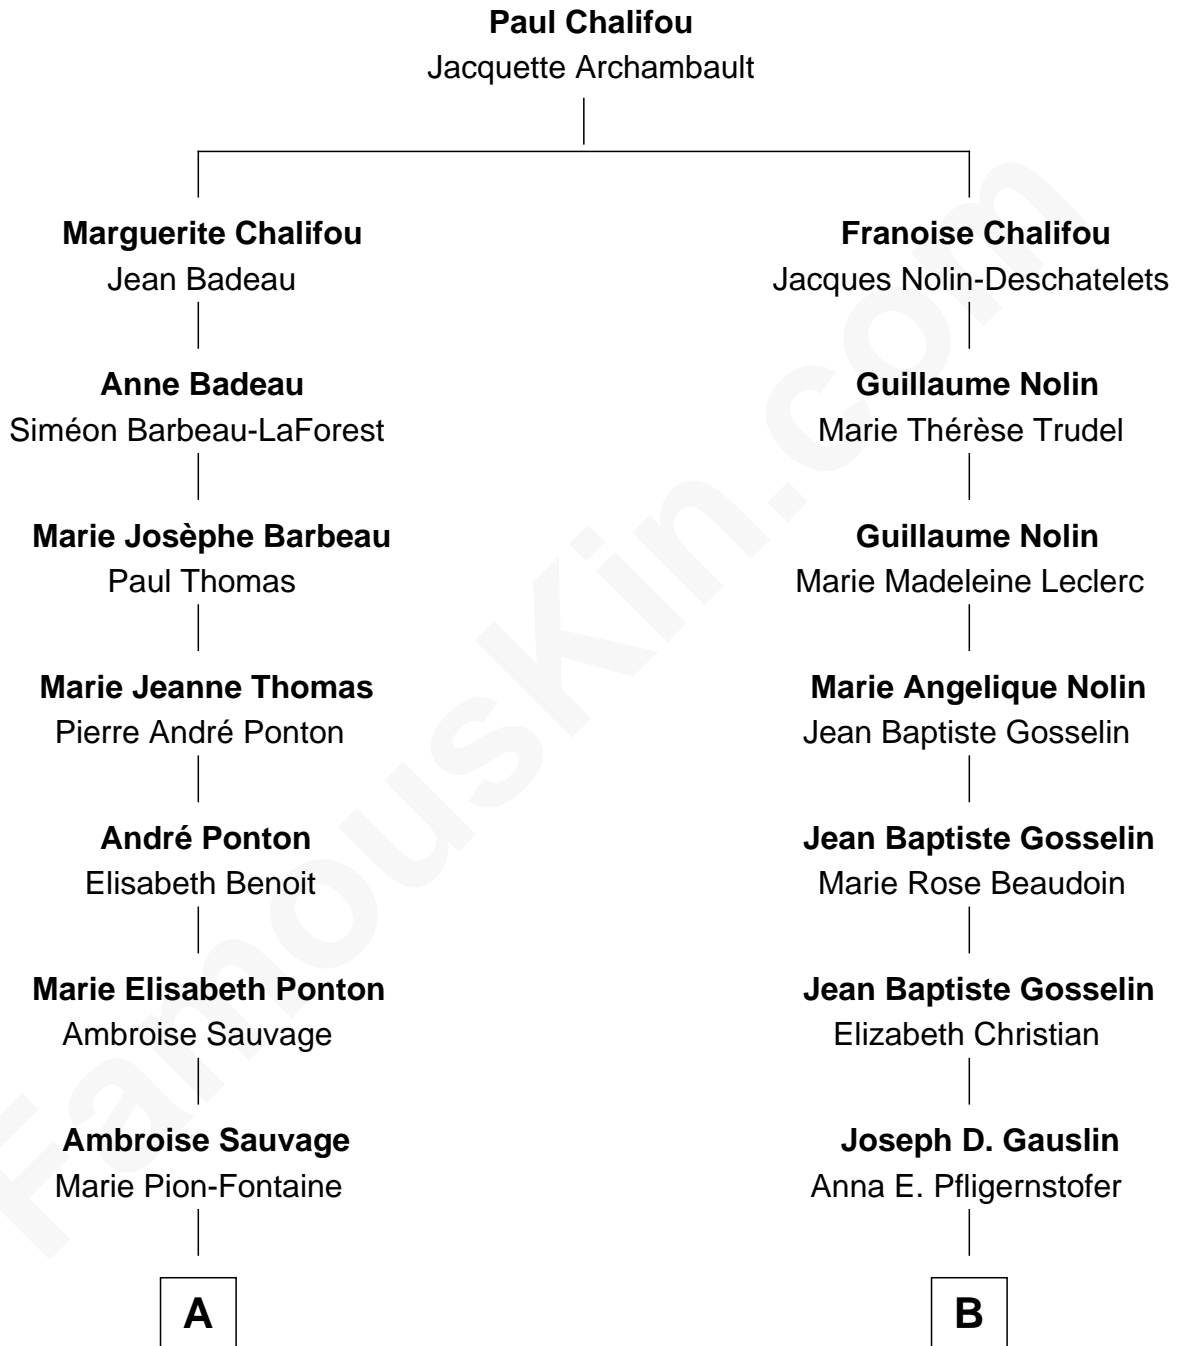 Paul Chalifou
Jacquette Archambault
Marguerite Chalifou
Jean Badeau
Franoise Chalifou
Jacques Nolin-Deschatelets
Anne Badeau
Siméon Barbeau-LaForest
Guillaume Nolin
Marie Thérèse Trudel
Marie Josèphe Barbeau
Paul Thomas
Guillaume Nolin
Marie Madeleine Leclerc
Marie Jeanne Thomas
Pierre André Ponton
Marie Angelique Nolin
Jean Baptiste Gosselin
André Ponton
Elisabeth Benoit
Jean Baptiste Gosselin
Marie Rose Beaudoin
Marie Elisabeth Ponton
Ambroise Sauvage
Jean Baptiste Gosselin
Elizabeth Christian
Ambroise Sauvage
Marie Pion-Fontaine
Joseph D. Gauslin
Anna E. Pfligernstofer
A
B
FamousKin.com